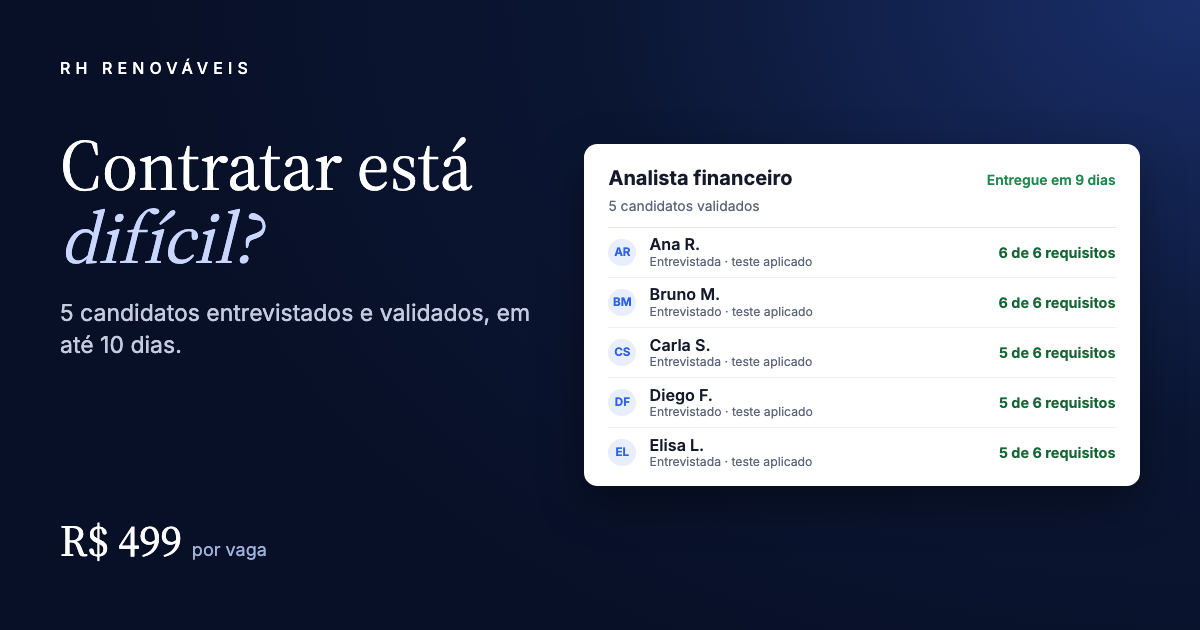 RH RENOVÁVEIS
Contratar está
difícil?
5 candidatos entrevistados e validados, em
até 10 dias.
R$ 499 por vaga
Analista financeiro
Entregue em 9 dias
5 candidatos validados
AR
Ana R.
Entrevistada · teste aplicado
6 de 6 requisitos
BM
Bruno M.
Entrevistado · teste aplicado
6 de 6 requisitos
CS
Carla S.
Entrevistada · teste aplicado
5 de 6 requisitos
DF
Diego F.
Entrevistado · teste aplicado
5 de 6 requisitos
EL
Elisa L.
Entrevistada · teste aplicado
5 de 6 requisitos